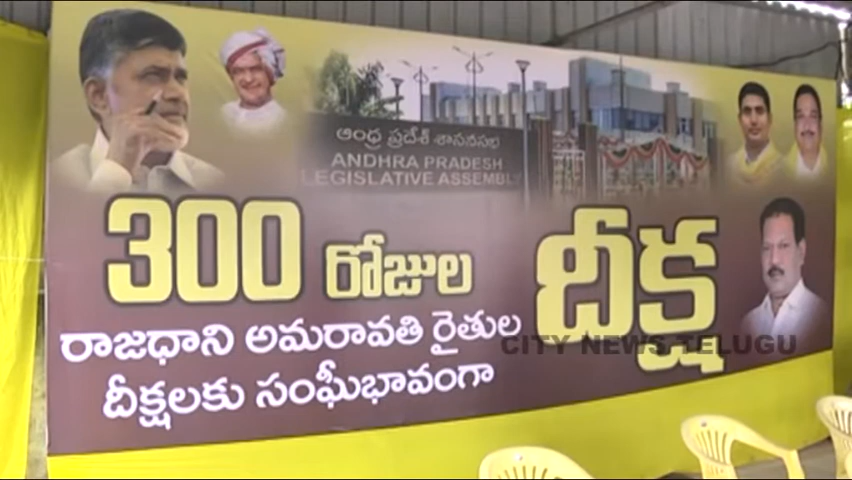 ఆంధ్ర ప్రదేశ్ శాసనసభ
ANDHRA PRADESH
LEGISLATIVE ASSEMBLY
300 రోజుల దీక్ష
రాజధాని అమరావతి రైతుల
దీక్షలకు సంఘీభావంగా
CITY NEWS TELUGU